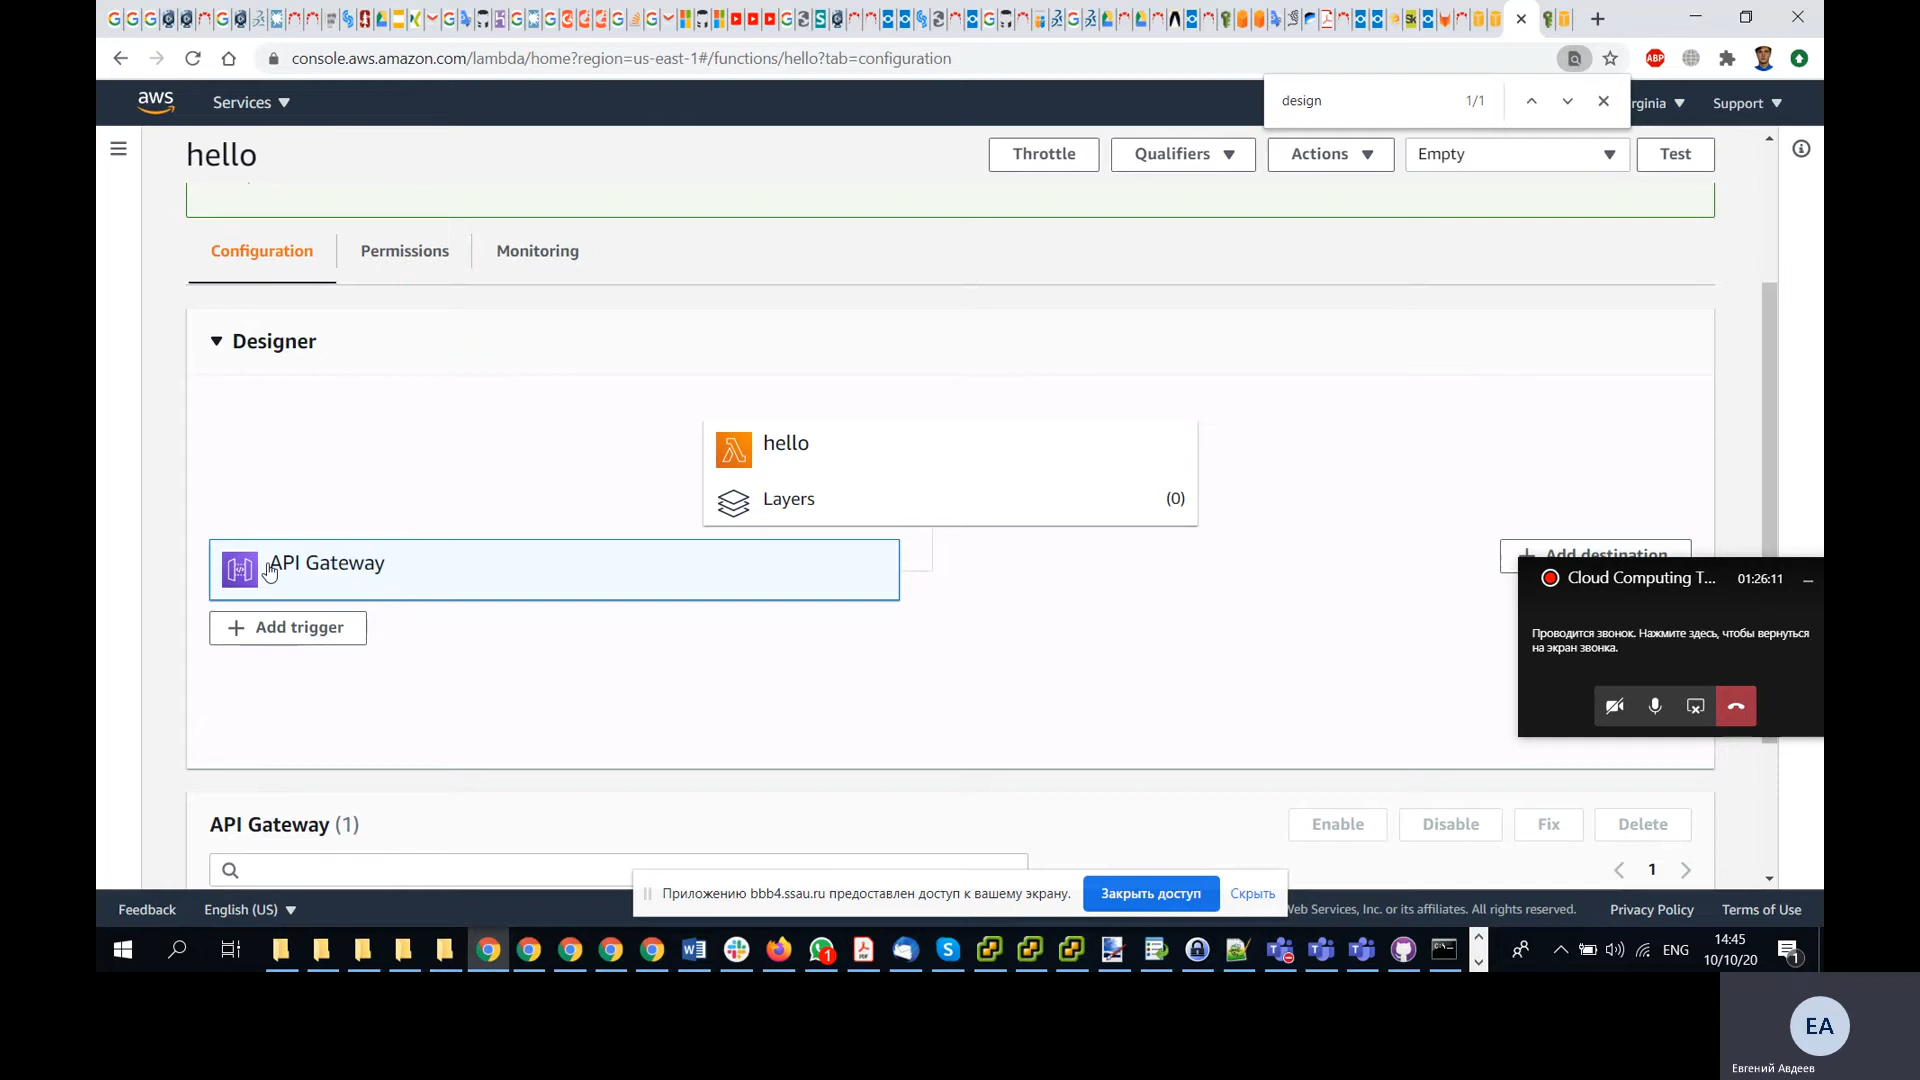 console.aws.amazon.com/lambda/home?region=us-east-1#/functions/hello?tab=configuration
ABP
design 1/1
aws Services
rginia Support
hello
Throttle Qualifiers Actions Empty Test
Configuration Permissions Monitoring
Designer
hello
Layers (0)
API Gateway
Add destination
Add trigger
Cloud Computing T... 01:26:11
Проводится звонок. Нажмите здесь, чтобы вернуться
на экран звонка.
API Gateway (1)
Enable Disable Fix Delete
1
Приложению bbb4.ssau.ru предоставлен доступ к вашему экрану. Закрыть доступ Скрыть
Feedback English (US) Web Services, Inc. or its affiliates. All rights reserved. Privacy Policy Terms of Use
ENG
14:45
10/10/20
EA
Евгений Авдеев